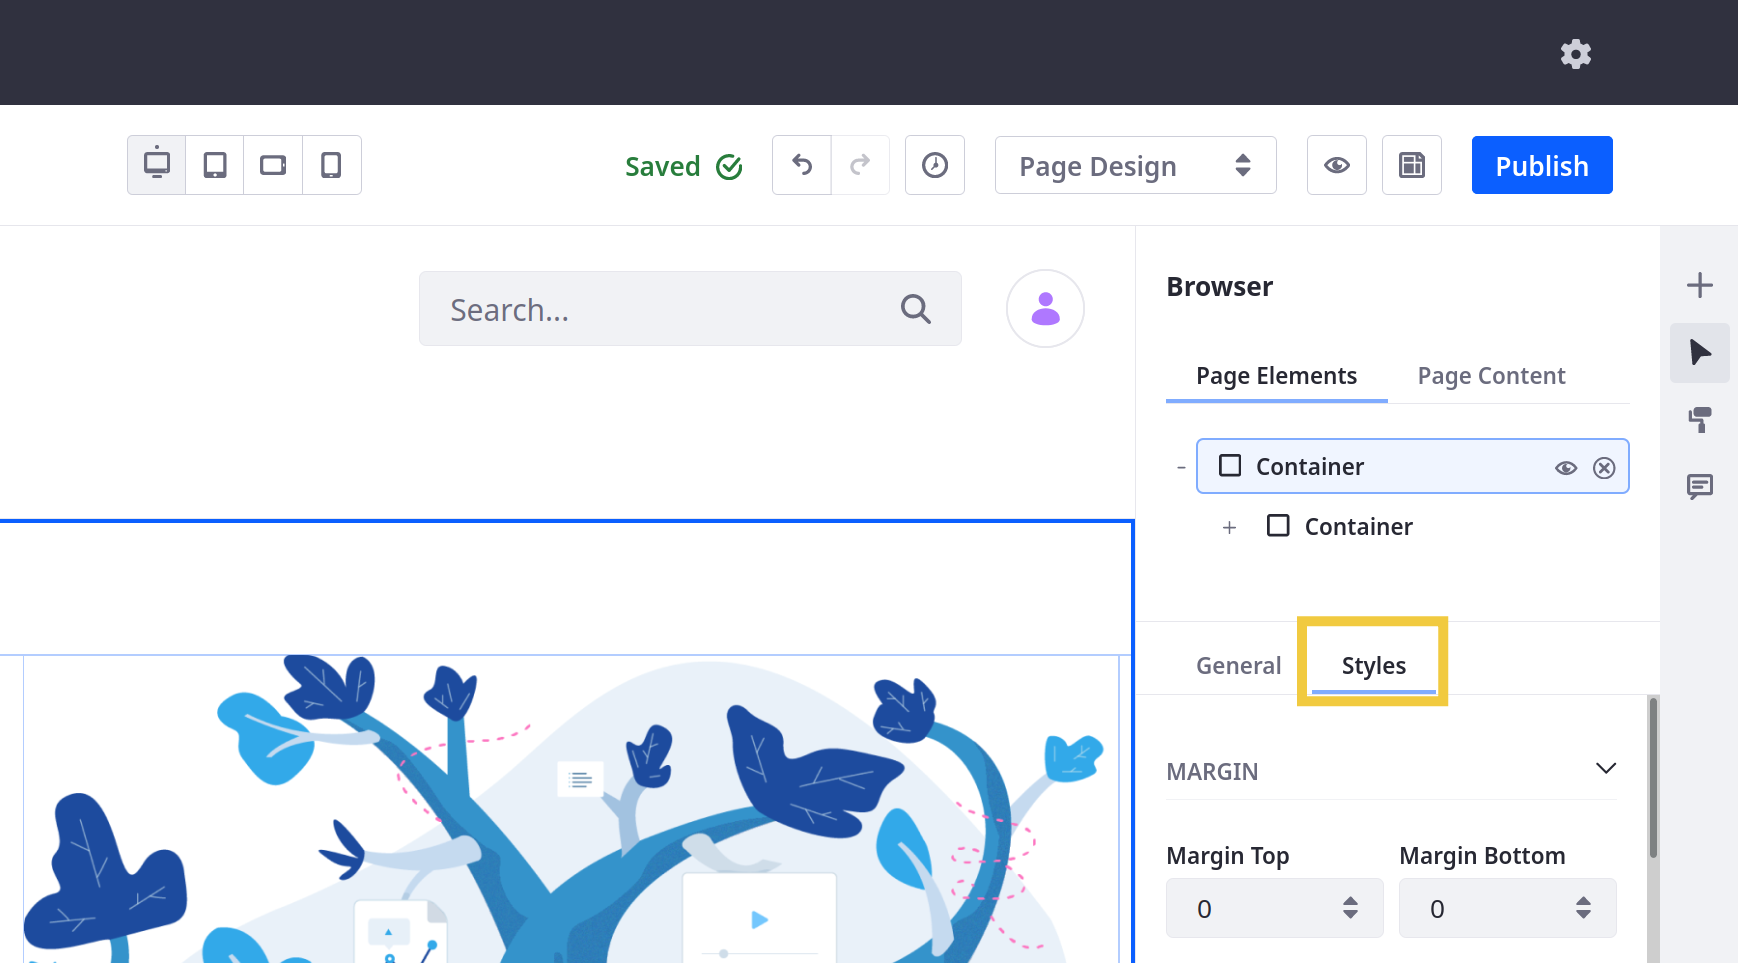 Saved
Page Design
Publish
Search...
Browser
Page Elements
Page Content
Container
Container
General
Styles
MARGIN
Margin Top
Margin Bottom
0
0